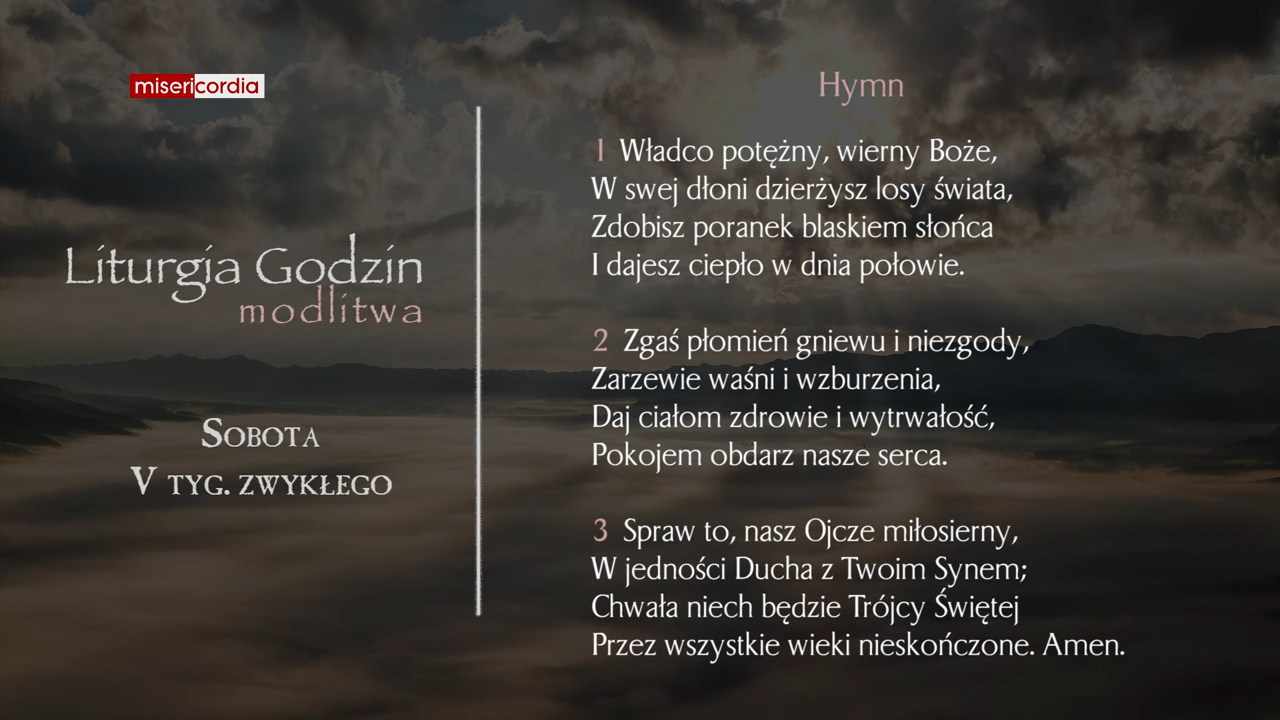 misericordia
Liturgia Godzin
modlitwa
Sobota
V tyg. zwykłego
Hymn
1 Władco potężny, wierny Boże,
W swej dłoni dzierżysz losy świata,
Zdobisz poranek blaskiem słońca
I dajesz ciepło w dnia połowie.
2 Zgaś płomień gniewu i niezgody,
Zarzewie waśni i wzburzenia,
Daj ciałom zdrowie i wytrwałość,
Pokojem obdarz nasze serca.
3 Spraw to, nasz Ojcze miłosierny,
W jedności Ducha z Twoim Synem;
Chwała niech będzie Trójcy Świętej
Przez wszystkie wieki nieskończone. Amen.